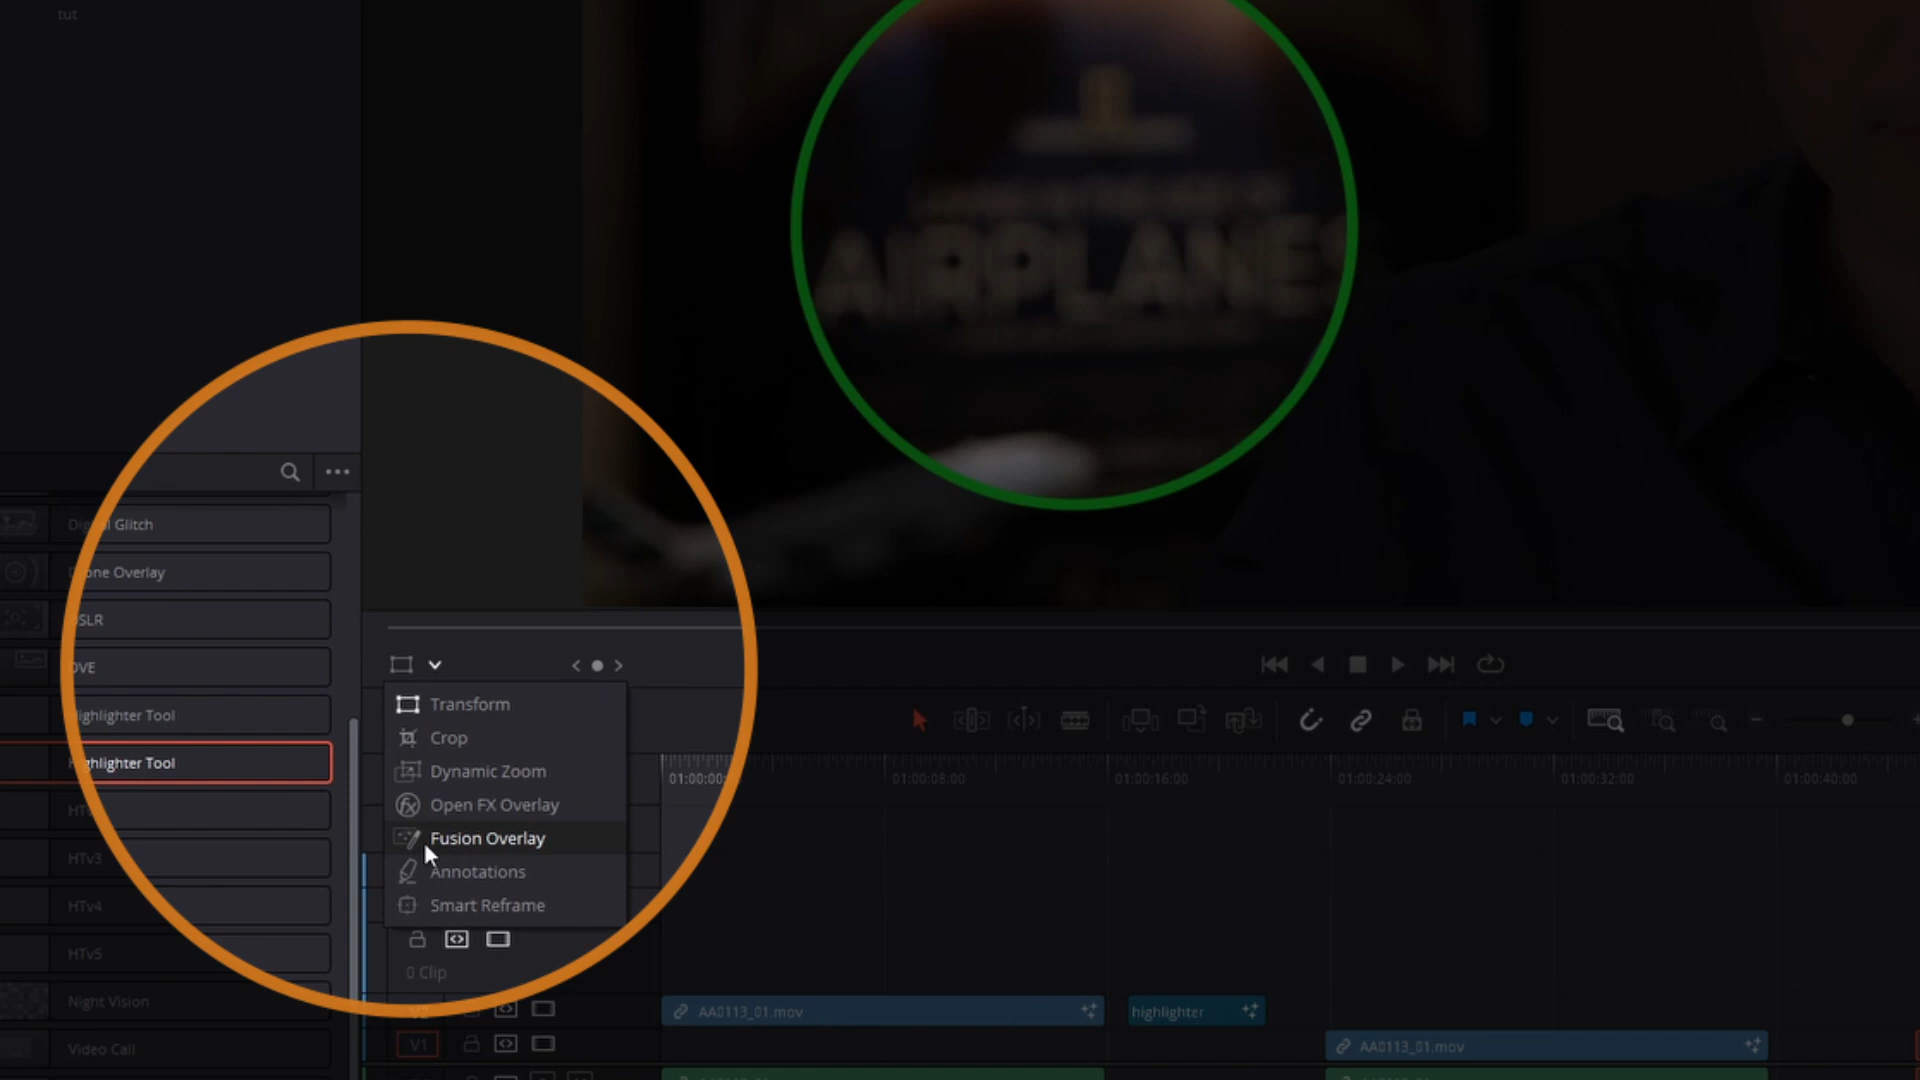 tut
AIRPLANES
Digital Glitch
one Overlay
SLR
DVE
ighlighter Tool
ighlighter Tool
HTv3
HTv4
HTv5
Night Vision
Video Call
Transform
Crop
Dynamic Zoom
Open FX Overlay
Fusion Overlay
Annotations
Smart Reframe
0 Clip
01:00:00:
01:00:08:00
01:00:16:00
01:00:24:00
01:00:32:00
01:00:40:00
AA0113_01.mov
highlighter
V1
AA0113_01.mov